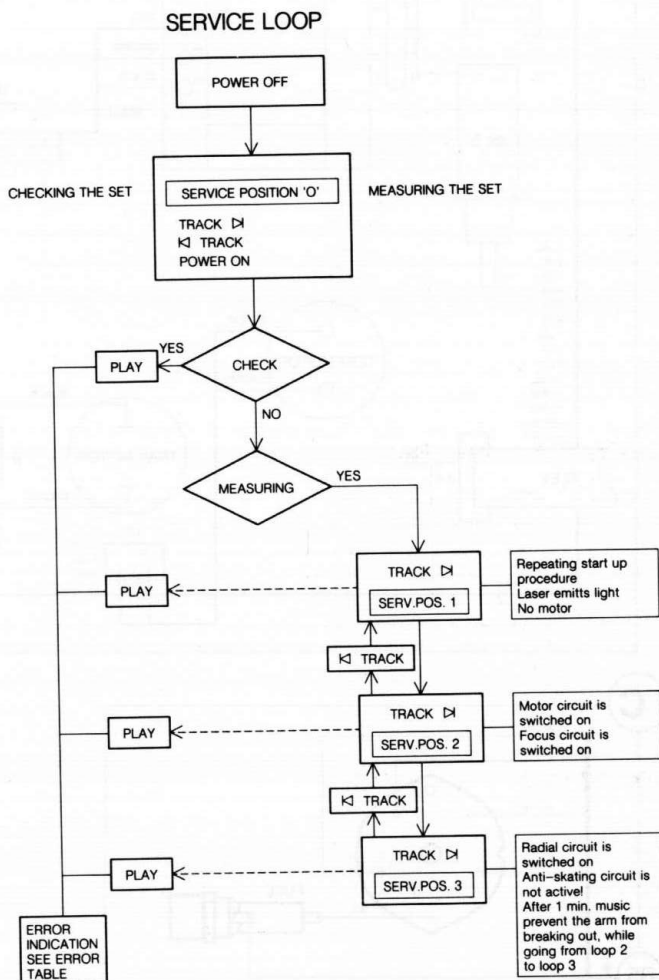 SERVICE LOOP
POWER OFF
CHECKING THE SET
SERVICE POSITION 'O'
MEASURING THE SET
TRACK
TRACK
POWER ON
YES
PLAY
CHECK
NO
MEASURING
YES
PLAY
TRACK
SERV.POS. 1
Repeating start up
procedure
Laser emits light
No motor
TRACK
PLAY
TRACK
SERV.POS. 2
Motor circuit is
switched on
Focus circuit is
switched on
TRACK
PLAY
TRACK
SERV.POS. 3
Radial circuit is
switched on
Anti-skating circuit is
not active!
After 1 min. music
prevent the arm from
breaking out, while
going from loop 2
to loop 3
ERROR
INDICATION
SEE ERROR
TABLE